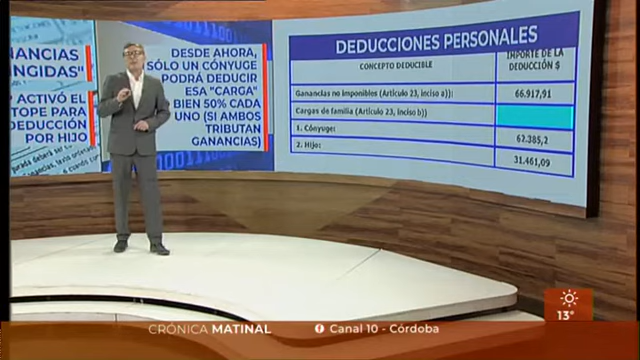 NANCIAS
NGIDAS"
ACTIVÓ EL
TOPE PARA
DEDUCCIÓN
POR HIJO
DESDE AHORA,
SÓLO UN CÓNYUGE
PODRÁ DEDUCIR
ESA "CARGA"
BIEN 50% CADA
UNO (SI AMBOS
TRIBUTAN
GANANCIAS)
DEDUCCIONES PERSONALES
CONCEPTO DEDUCIBLE
IMPORTE DE LA
DEDUCCIÓN $
Ganancias no imponibles (Artículo 23, inciso a)):
66.917,91
Cargas de familia (Artículo 23, inciso b))
1. Cónyuge:
62.385,2
2. Hijo:
31.461,09
13°
CRÓNICA MATINAL
Canal 10 - Córdoba